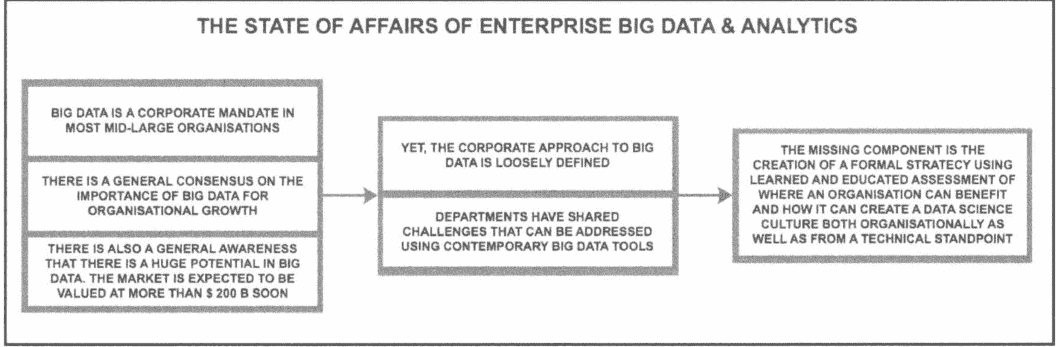 THE STATE OF AFFAIRS OF ENTERPRISE BIG DATA & ANALYTICS
BIG DATA IS A CORPORATE MANDATE IN
MOST MID-LARGE ORGANISATIONS
THERE IS A GENERAL CONSENSUS ON THE
IMPORTANCE OF BIG DATA FOR
ORGANISATIONAL GROWTH
THERE IS ALSO A GENERAL AWARENESS
THAT THERE IS A HUGE POTENTIAL IN BIG
DATA. THE MARKET IS EXPECTED TO BE
VALUED AT MORE THAN $ 200 B SOON
YET, THE CORPORATE APPROACH TO BIG
DATA IS LOOSELY DEFINED
DEPARTMENTS HAVE SHARED
CHALLENGES THAT CAN BE ADDRESSED
USING CONTEMPORARY BIG DATA TOOLS
THE MISSING COMPONENT IS THE
CREATION OF A FORMAL STRATECY USING
LEARNED AND EDUCATED ASSESSMENT OF
WHERE AN ORGANISATION CAN BENEFIT
AND HOW IT CAN CREATE A DATA SCIENCE
CULTURE BOTH ORGANISATIONALLY AS
WELL AS FROM A TECHNICAL STANDPOINT